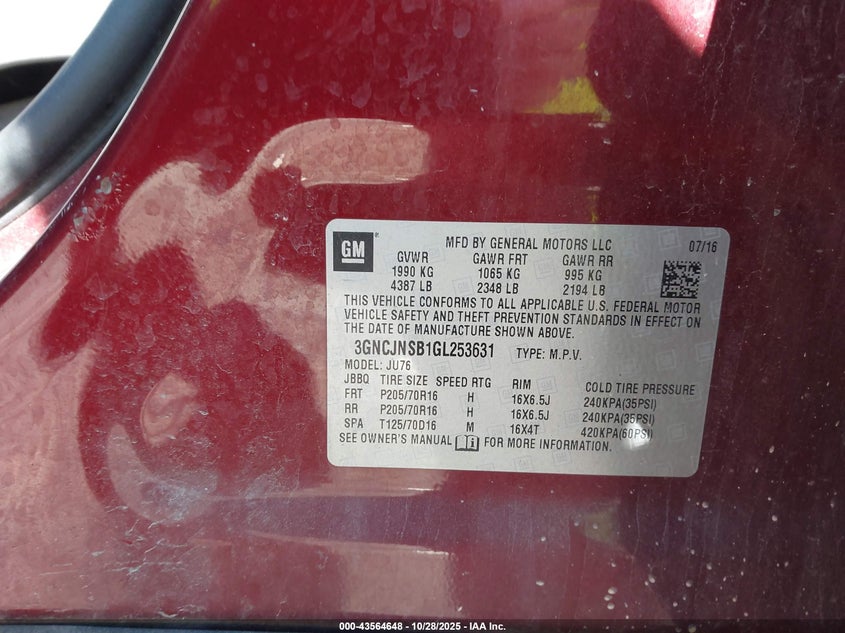 GM
®
MFD BY GENERAL MOTORS LLC 07/16
GVWR GAWR FRT GAWR RR
1990 KG 1065 KG 995 KG
4387 LB 2348 LB 2194 LB
THIS VEHICLE CONFORMS TO ALL APPLICABLE U.S. FEDERAL MOTOR
VEHICLE SAFETY AND THEFT PREVENTION STANDARDS IN EFFECT ON
THE DATE OF MANUFACTURE SHOWN ABOVE.
3GNCJNSB1GL253631 TYPE: M.P.V.
MODEL: JU76
JBBQ TIRE SIZE SPEED RTG RIM COLD TIRE PRESSURE
FRT P205/70R16 H 16X6.5J 240KPA(35PSI)
RR P205/70R16 H 16X6.5J 240KPA(35PSI)
SPA T125/70D16 M 16X4T 420KPA(60PSI)
SEE OWNER'S MANUAL FOR MORE INFORMATION.
000-43564648 - 10/28/2025 - IAA Inc.